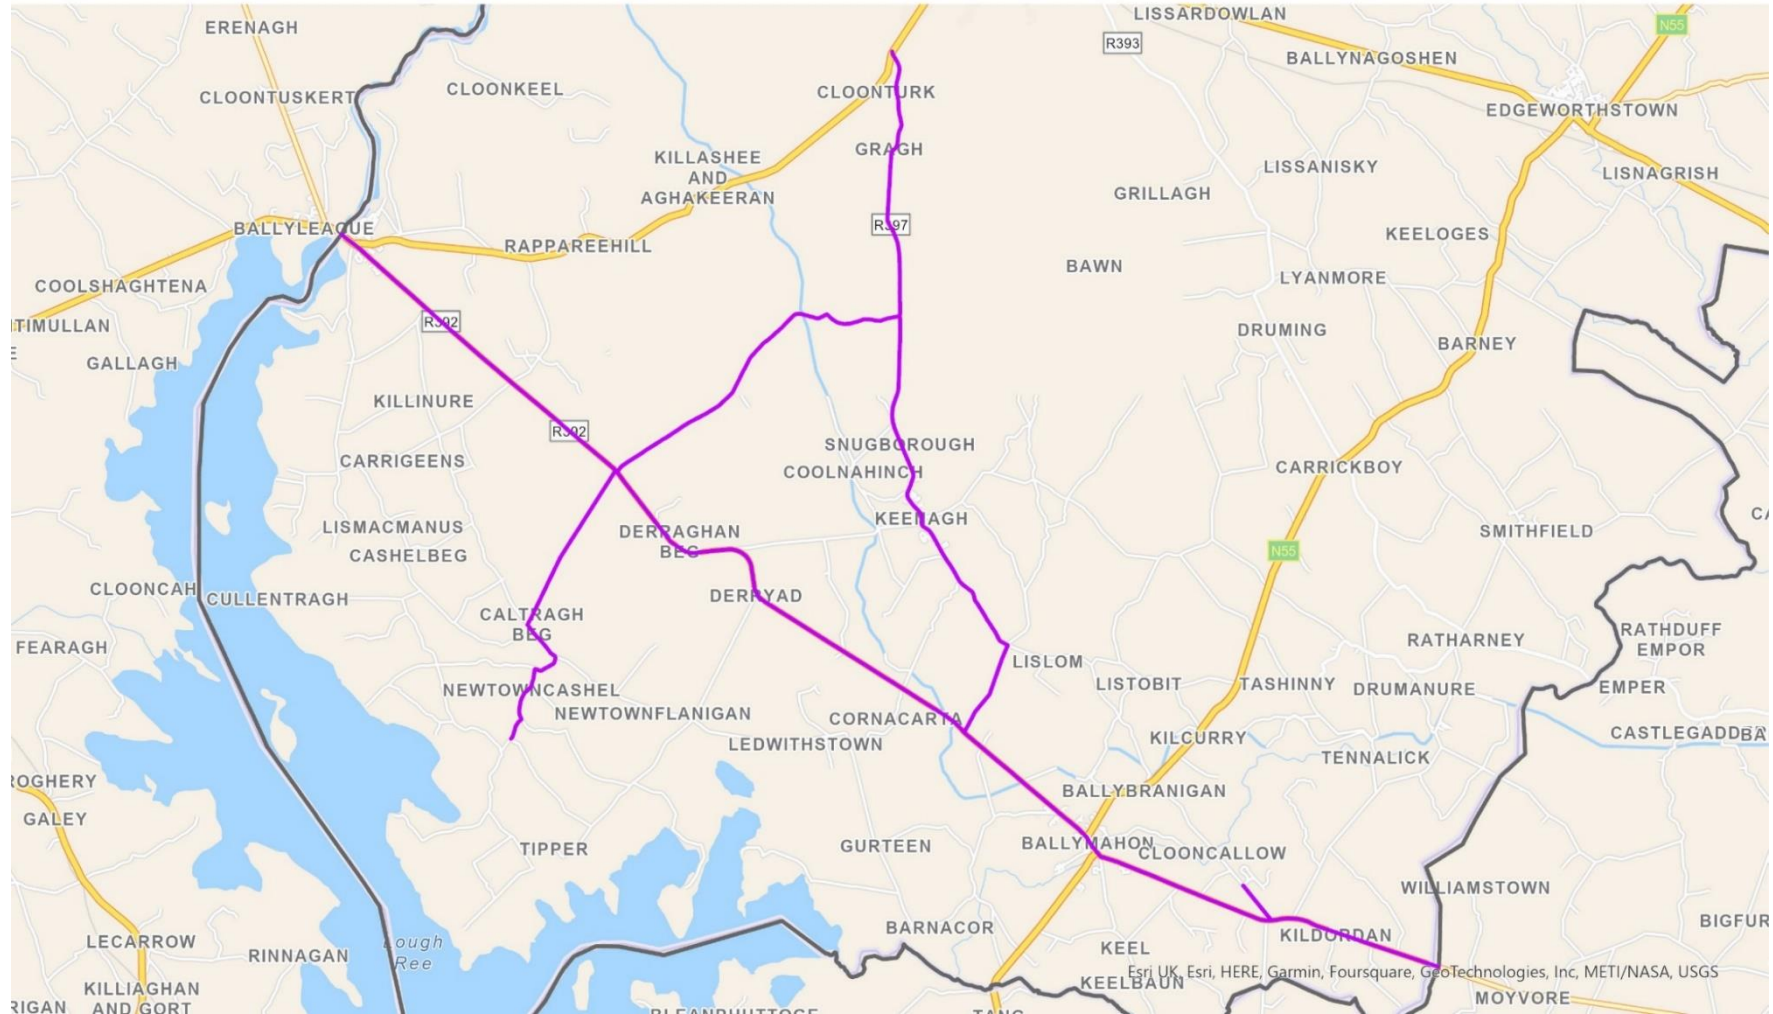 ERENAGH
LISSARDOWLAN
N55
R393
BALLYNAGOSHEN
CLOONKEEL
CLOONTUSKERT
CLOONTURK
EDGEWORTHSTOWN
GRAGH
KILLASHEE
AND
AGHAKEERAN
LISSANISKY
LISNAGRISH
GRILLAGH
BALLYLEAGUE
R397
KEELOGES
RAPPAREEHILL
BAWN
LYANMORE
COOLSHAGHTENA
TIMULLAN
R392
DRUMING
BARNEY
GALLAGH
KILLINURE
R392
SNUGBOROUGH
CARRIGEENS
COOLNAHINCH
CARRICKBOY
LISMACMANUS
KEENAGH
SMITHFIELD
DERRAGHAN
BEG
CASHELBEG
N55
CLOONCAH
CULLENTRAGH
DERRYAD
CALTRAGH
BEG
RATHDUFF
EMPOR
RATHARNEY
FEARAGH
LISLOM
LISTOBIT
TASHINNY
DRUMANURE
EMPER
NEWTOWNCASHEL
NEWTOWNFLANIGAN
CORNACARTA
CASTLEGADDER
BA
KILCURRY
LEDWITHSTOWN
TENNALICK
ROGHERY
BALLYBRANIGAN
GALEY
TIPPER
GURTEEN
BALLYMAHON
CLOONCALLOW
WILLIAMSTOWN
BIGFUR
BARNACOR
KILDORDAN
LECARROW
RINNAGAN
Lough
Ree
KEEL
Esri UK, Esri, HERE, Garmin, Foursquare, GeoTechnologies, Inc, METI/NASA, USGS
KEELBAUN
KILLIAGHAN
AND GORT
MOYVORE
RIGAN
TANG